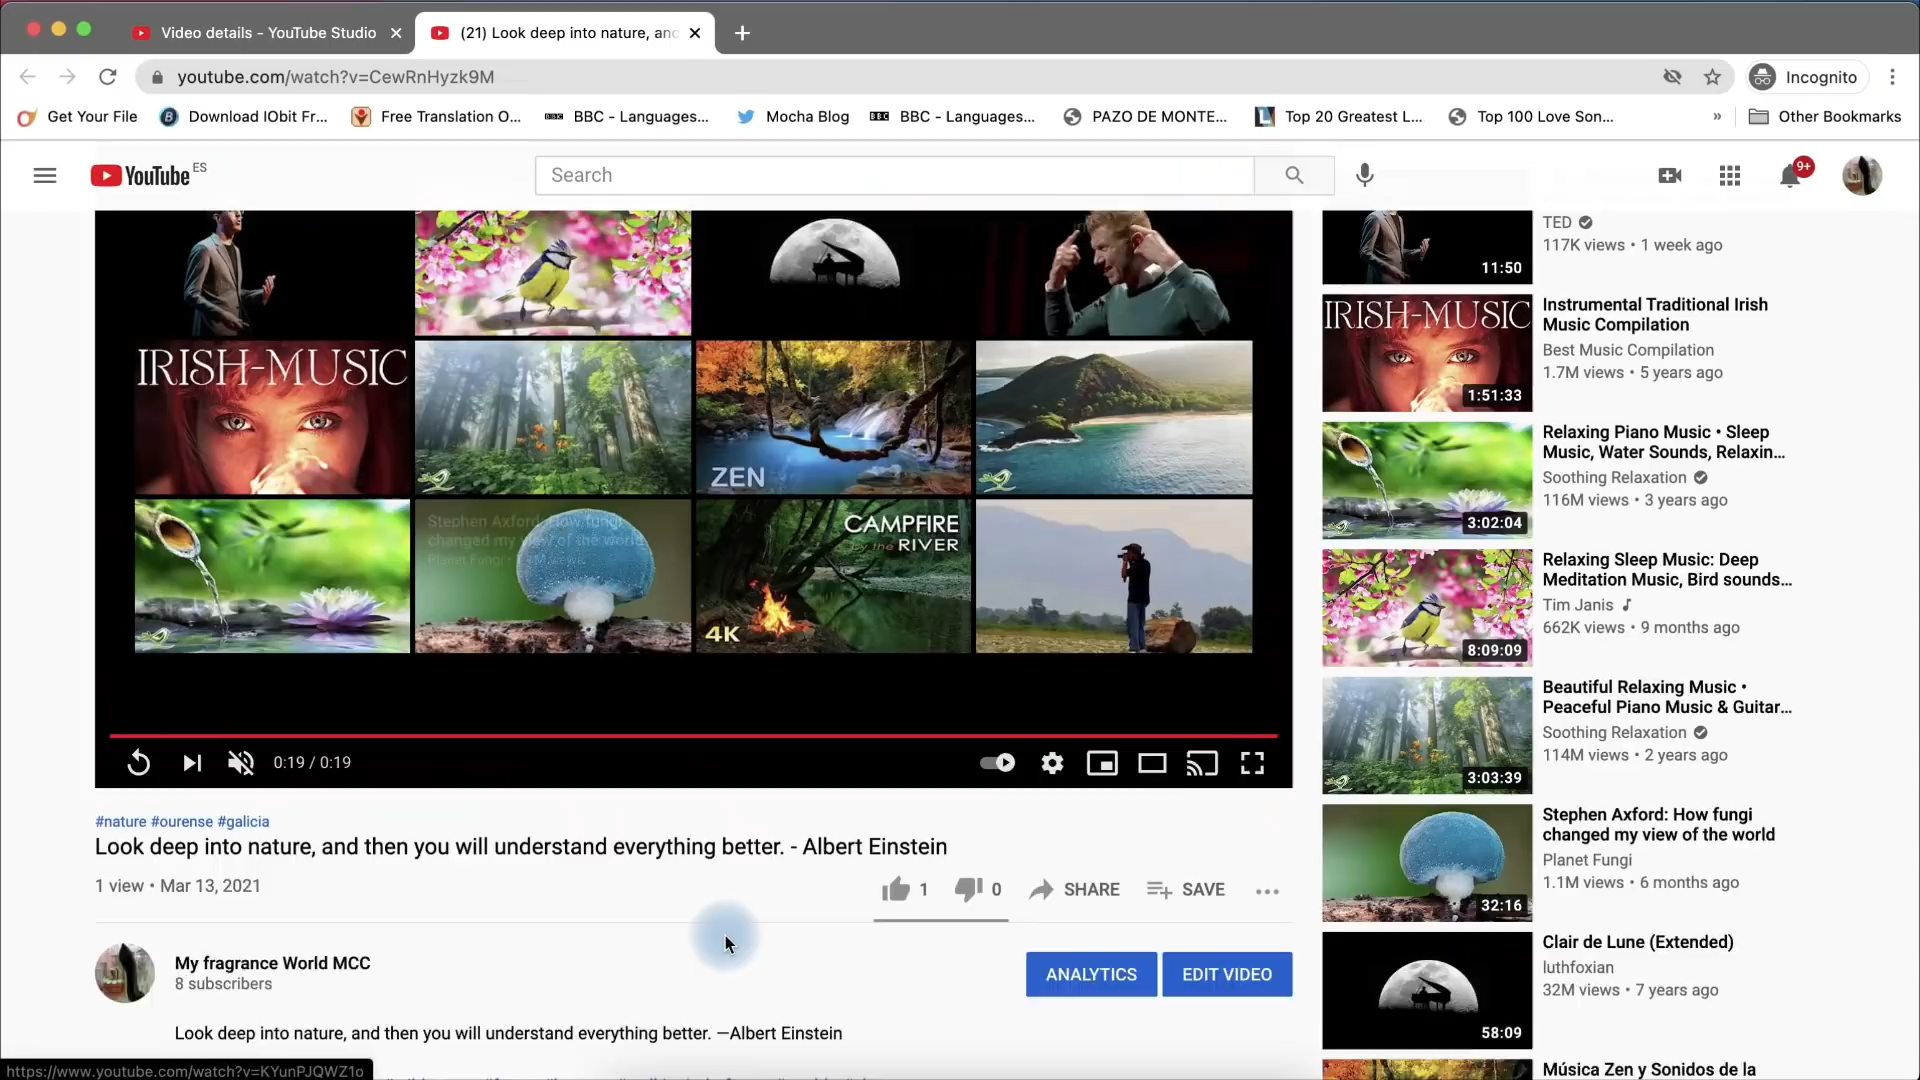 Video details - YouTube Studio
(21) Look deep into nature, and
youtube.com/watch?v=CewRnHyzk9M
Incognito
Get Your File
Download IObit Fr...
Free Translation O...
BBC - Languages...
Mocha Blog
BBC - Languages...
PAZO DE MONTE...
Top 20 Greatest L...
Top 100 Love Son...
»
Other Bookmarks
YouTube ES
Search
9+
IRISH-MUSIC
ZEN
Stephen Axford: How fungi
changed my view of the world
CAMPFIRE
by the RIVER
4K
0:19 / 0:19
#nature #ourense #galicia
Look deep into nature, and then you will understand everything better. - Albert Einstein
1 view • Mar 13, 2021
1
0
SHARE
SAVE
My fragrance World MCC
8 subscribers
ANALYTICS
EDIT VIDEO
Look deep into nature, and then you will understand everything better. —Albert Einstein
https://www.youtube.com/watch?v=KYunPJQWZ1o
TED
117K views • 1 week ago
11:50
IRISH-MUSIC
1:51:33
Instrumental Traditional Irish
Music Compilation
Best Music Compilation
1.7M views • 5 years ago
3:02:04
Relaxing Piano Music • Sleep
Music, Water Sounds, Relaxin...
Soothing Relaxation
116M views • 3 years ago
8:09:09
Relaxing Sleep Music: Deep
Meditation Music, Bird sounds...
Tim Janis
662K views • 9 months ago
3:03:39
Beautiful Relaxing Music •
Peaceful Piano Music & Guitar...
Soothing Relaxation
114M views • 2 years ago
32:16
Stephen Axford: How fungi
changed my view of the world
Planet Fungi
1.1M views • 6 months ago
58:09
Clair de Lune (Extended)
luthfoxian
32M views • 7 years ago
Música Zen y Sonidos de la